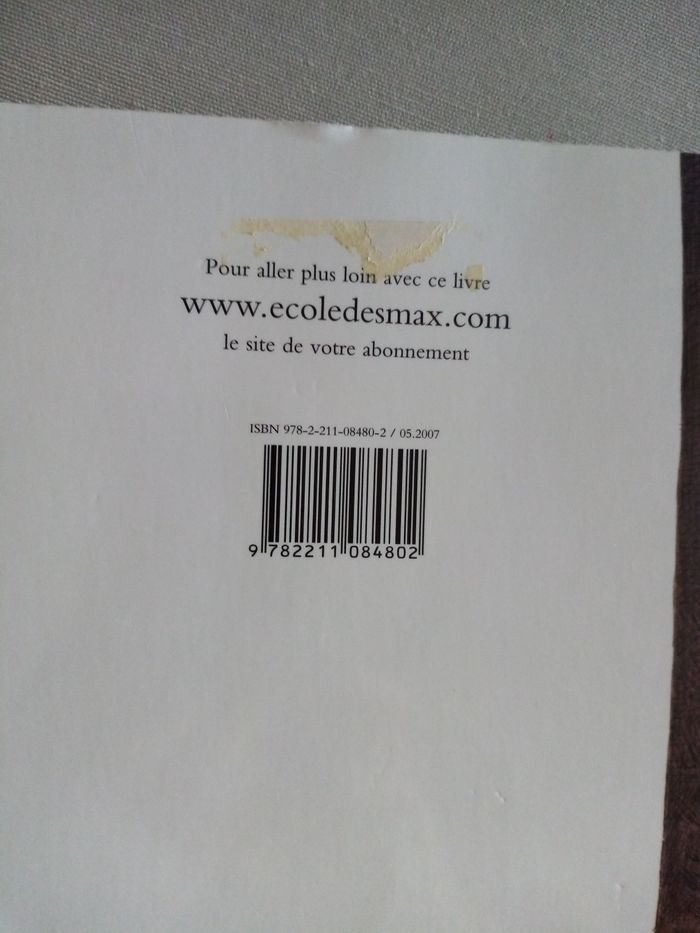 Pour aller plus loin avec ce livre
www.ecoledesmax.com
le site de votre abonnement
ISBN 978-2-211-08480-2 / 05.2007
9 782211 084802